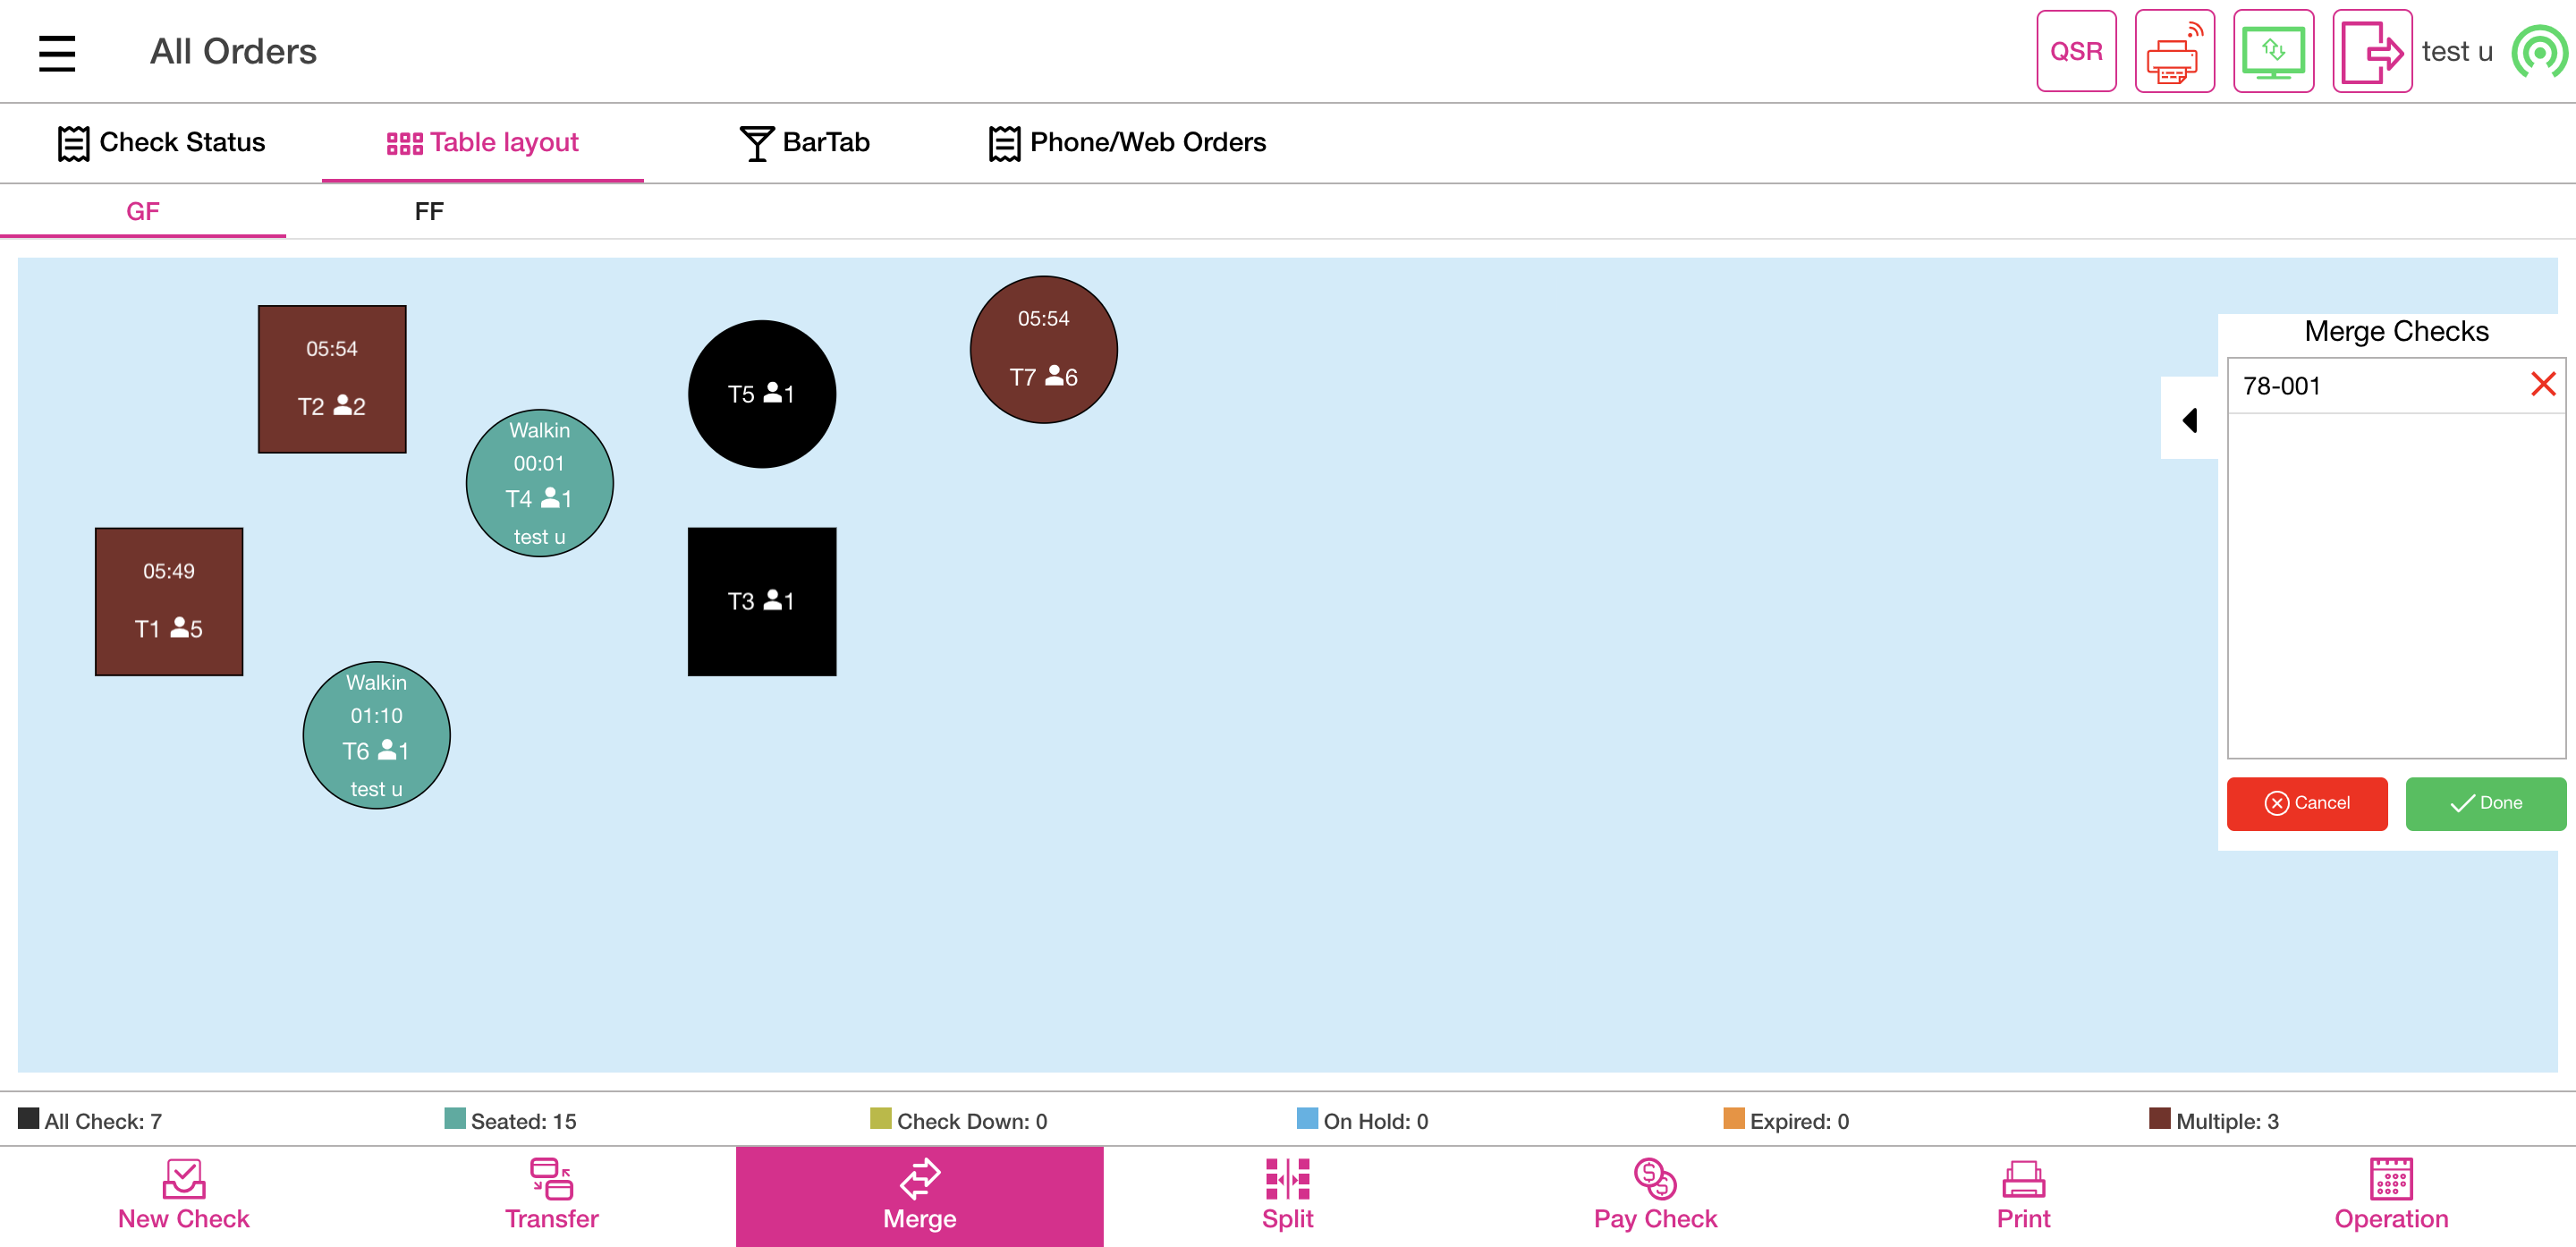 All Orders
QSR
test u
Check Status
Table layout
BarTab
Phone/Web Orders
GF
FF
05:54
T2 2
Walkin
00:01
T4 1
test u
T5 1
05:54
T7 6
05:49
T1 5
T3 1
Walkin
01:10
T6 1
test u
Merge Checks
78-001
Cancel
Done
All Check: 7
Seated: 15
Check Down: 0
On Hold: 0
Expired: 0
Multiple: 3
New Check
Transfer
Merge
Split
Pay Check
Print
Operation